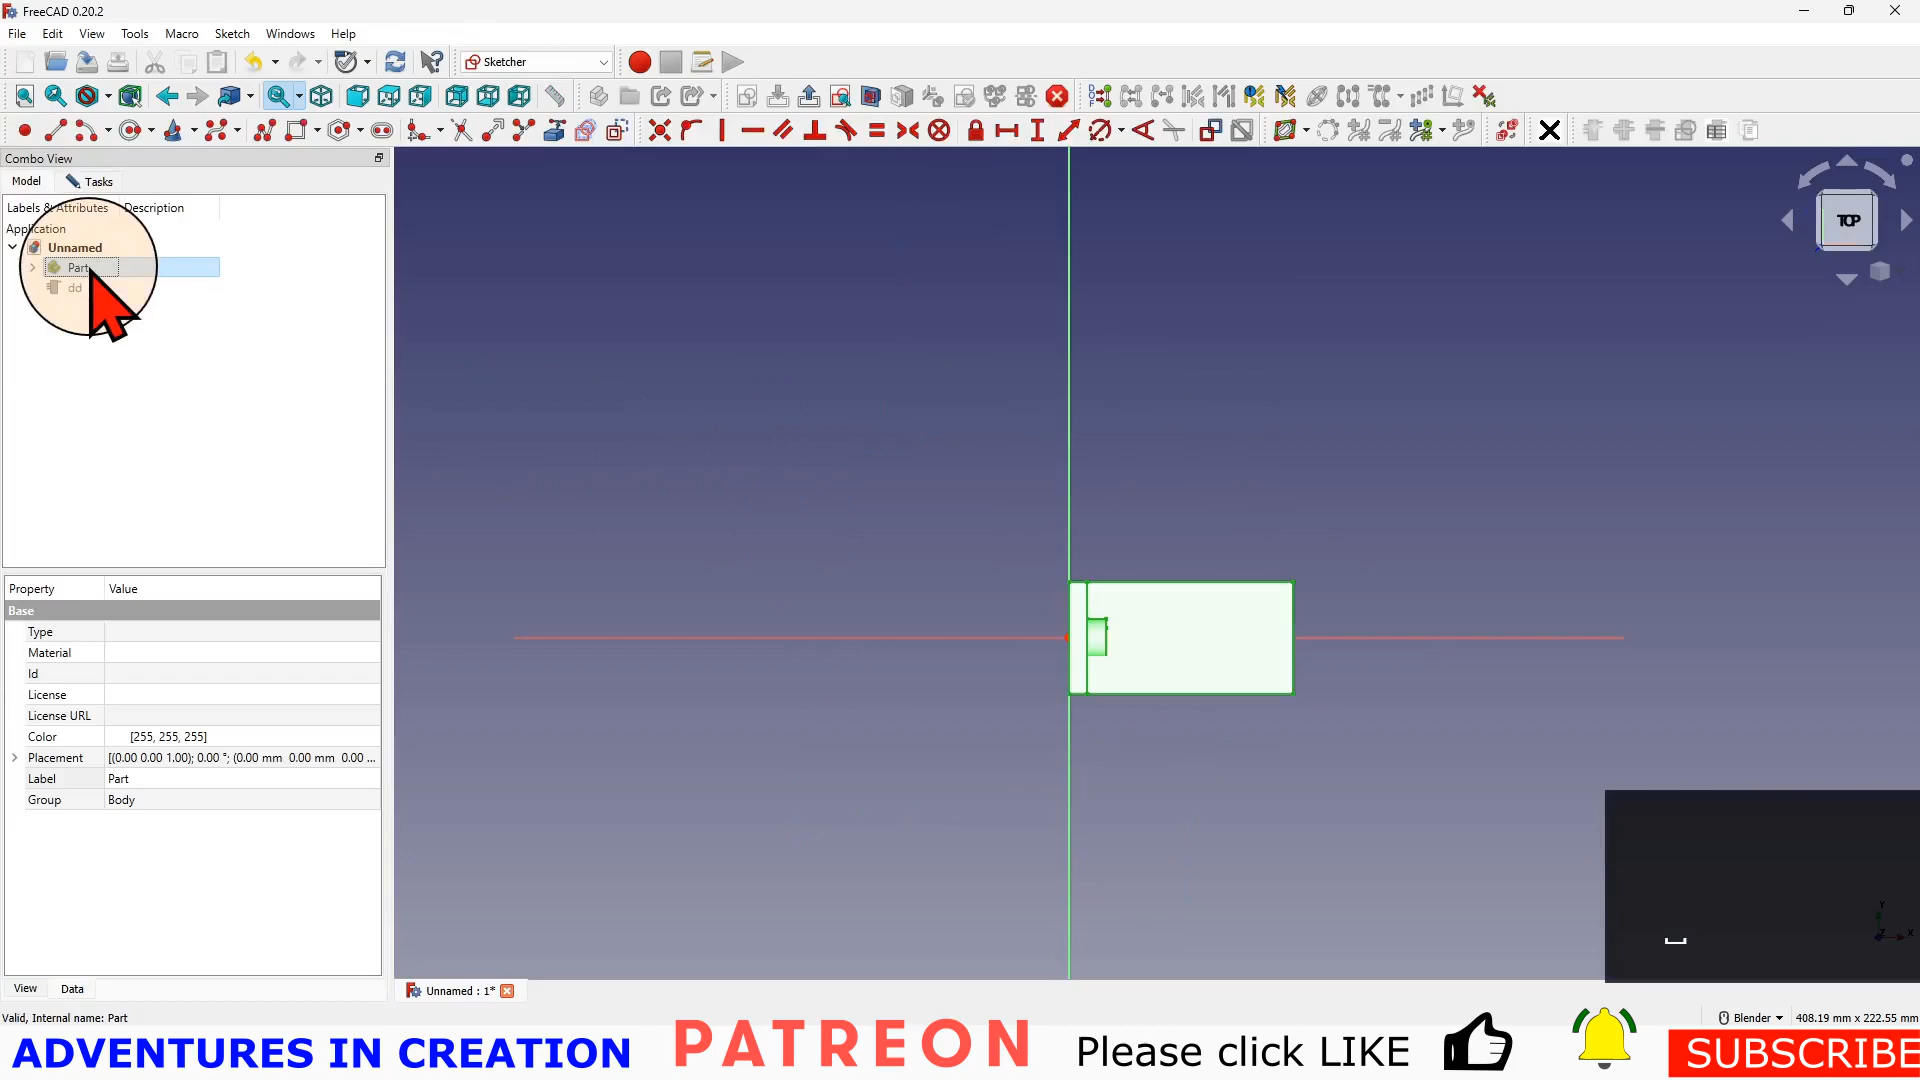 FreeCAD 0.20.2
File Edit View Tools Macro Sketch Windows Help
Sketcher
Combo View
Model Tasks
Labels & Attributes Description
Application
Unnamed
Part
dd
TOP
Property Value
Base
Type
Material
Id
License
License URL
Color [255, 255, 255]
Placement [(0.00 0.00 1.00); 0.00 °; (0.00 mm 0.00 mm 0.00 ...
Label Part
Group Body
Y
Z X
View Data
Unnamed : 1*
Valid, Internal name: Part
Blender 408.19 mm x 222.55 mm
ADVENTURES IN CREATION PATREON Please click LIKE SUBSCRIBE